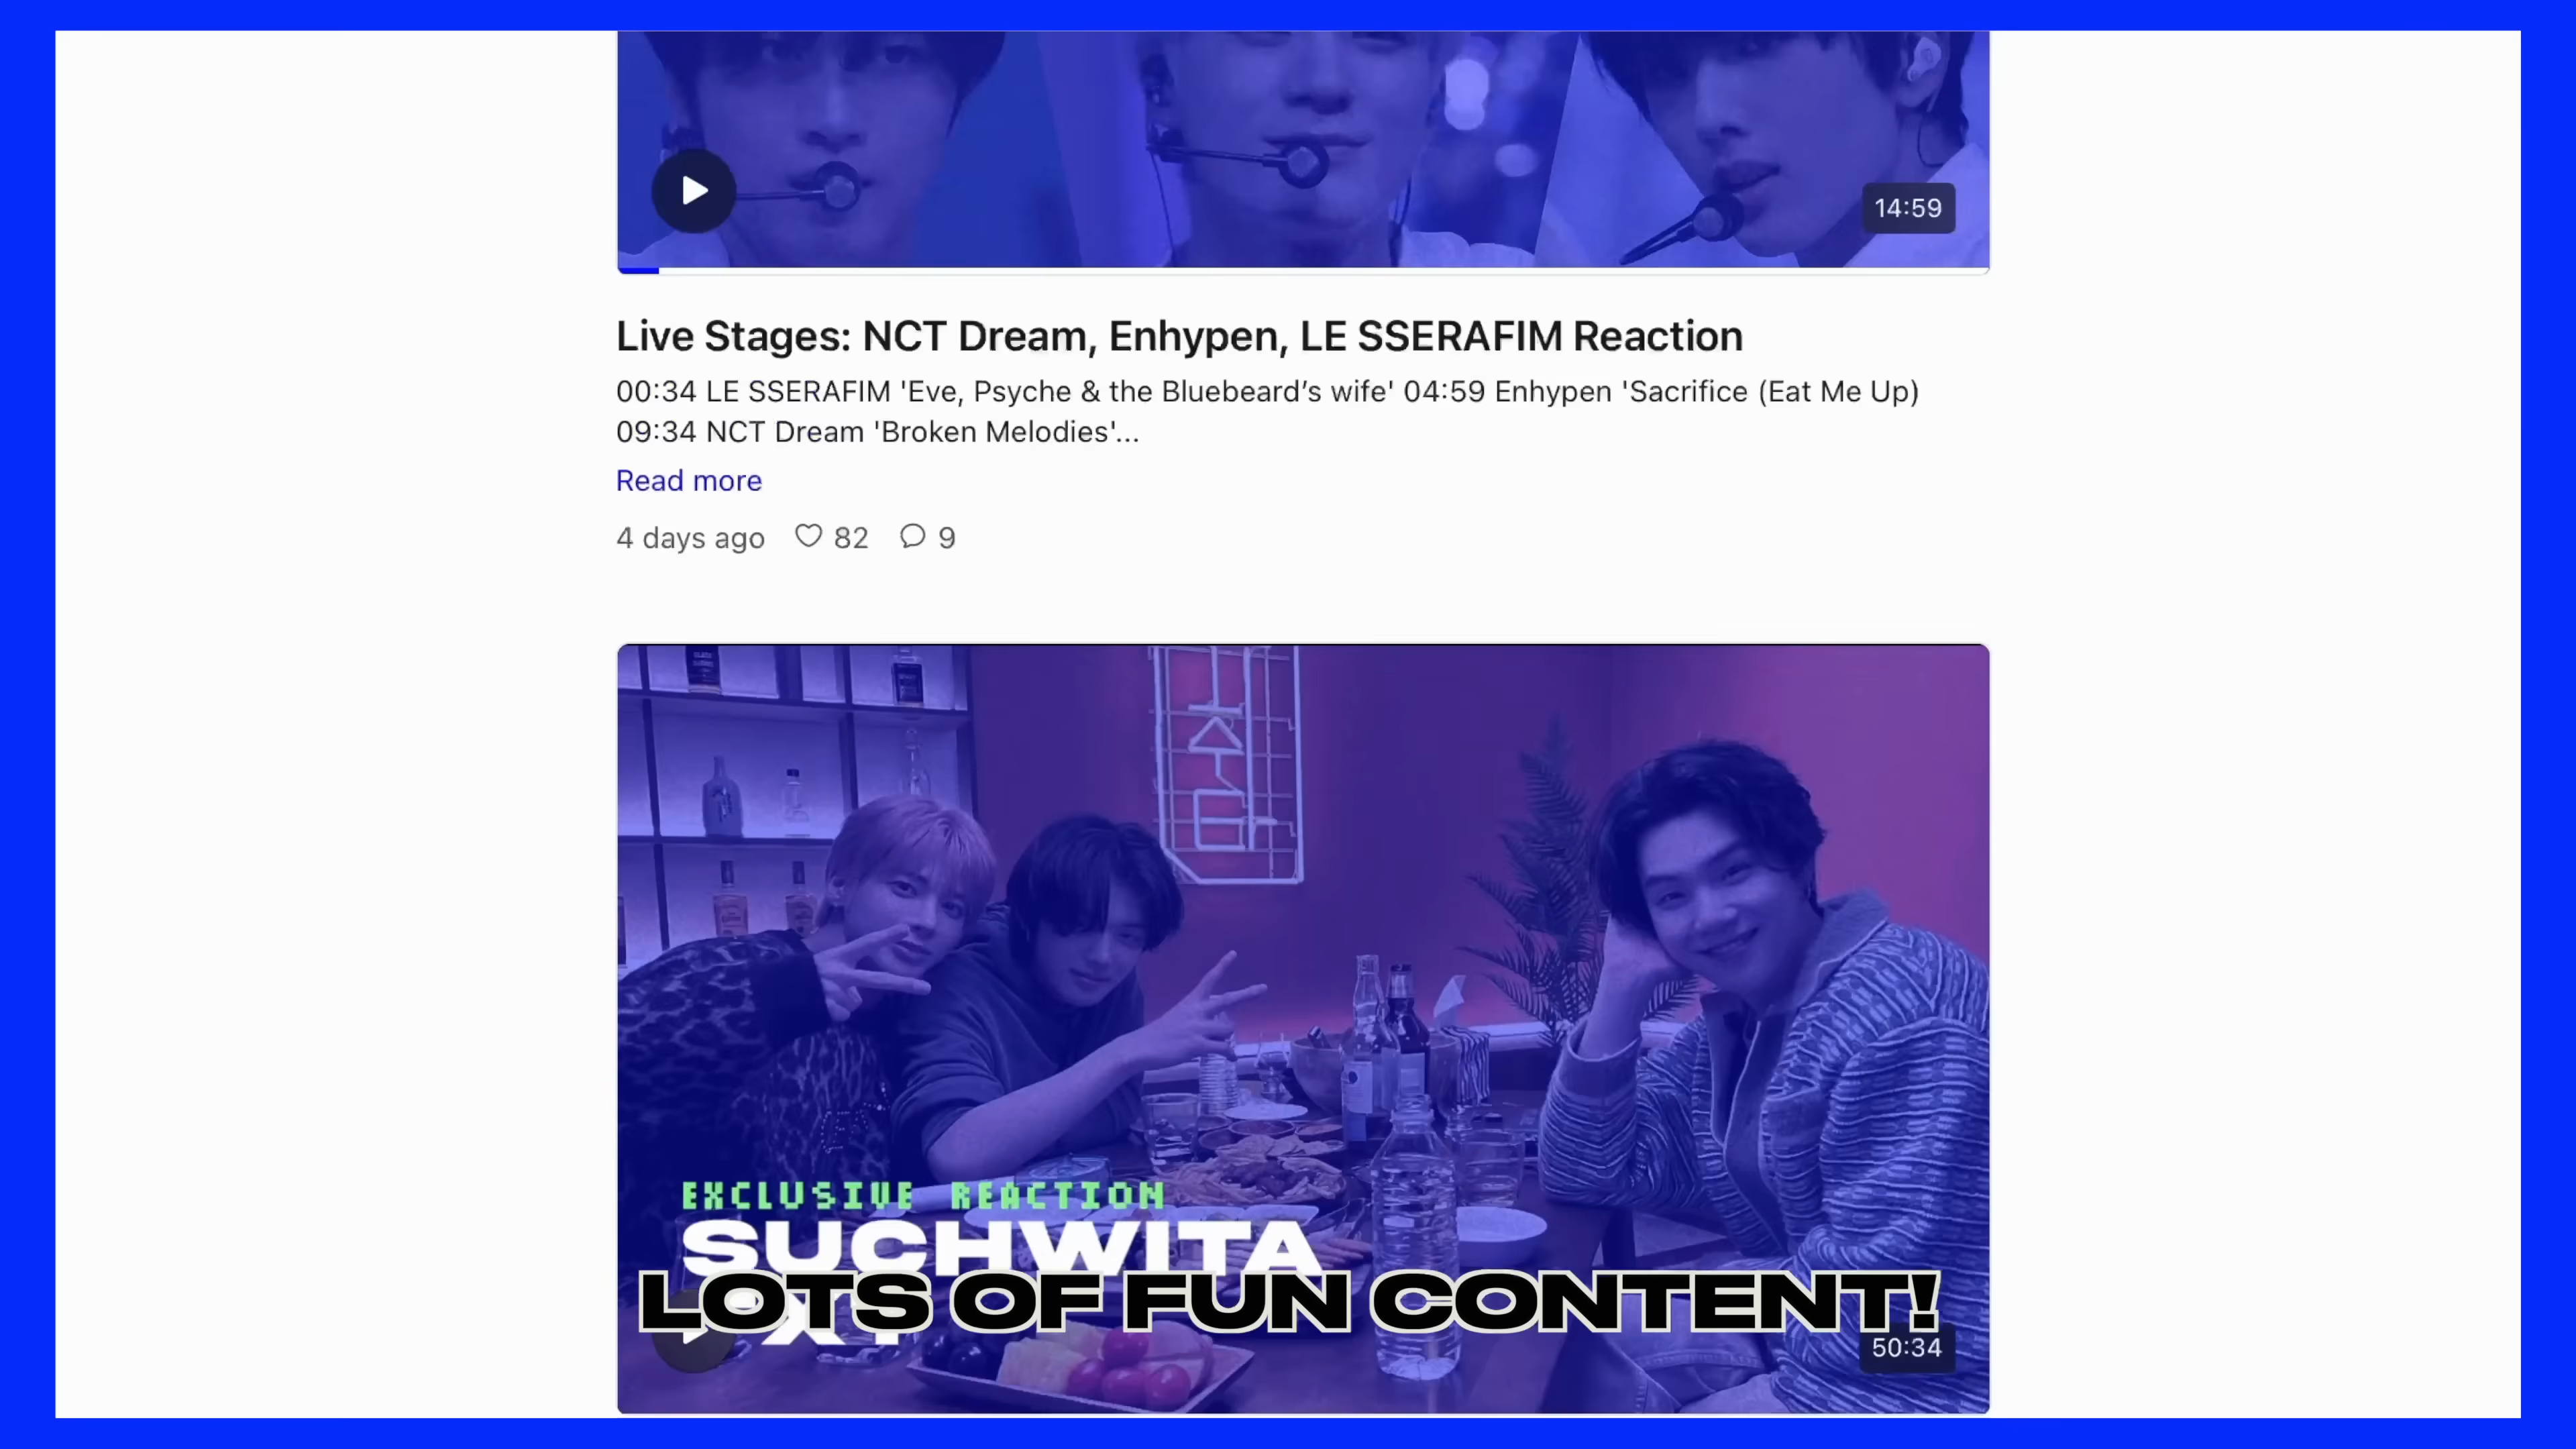 14:59
Live Stages: NCT Dream, Enhypen, LE SSERAFIM Reaction
00:34 LE SSERAFIM 'Eve, Psyche & the Bluebeard’s wife' 04:59 Enhypen 'Sacrifice (Eat Me Up)
09:34 NCT Dream 'Broken Melodies'...
Read more
4 days ago 82 9
EXCLUSIVE REACTION
SUCHWITA
LOTS OF FUN CONTENT!
50:34